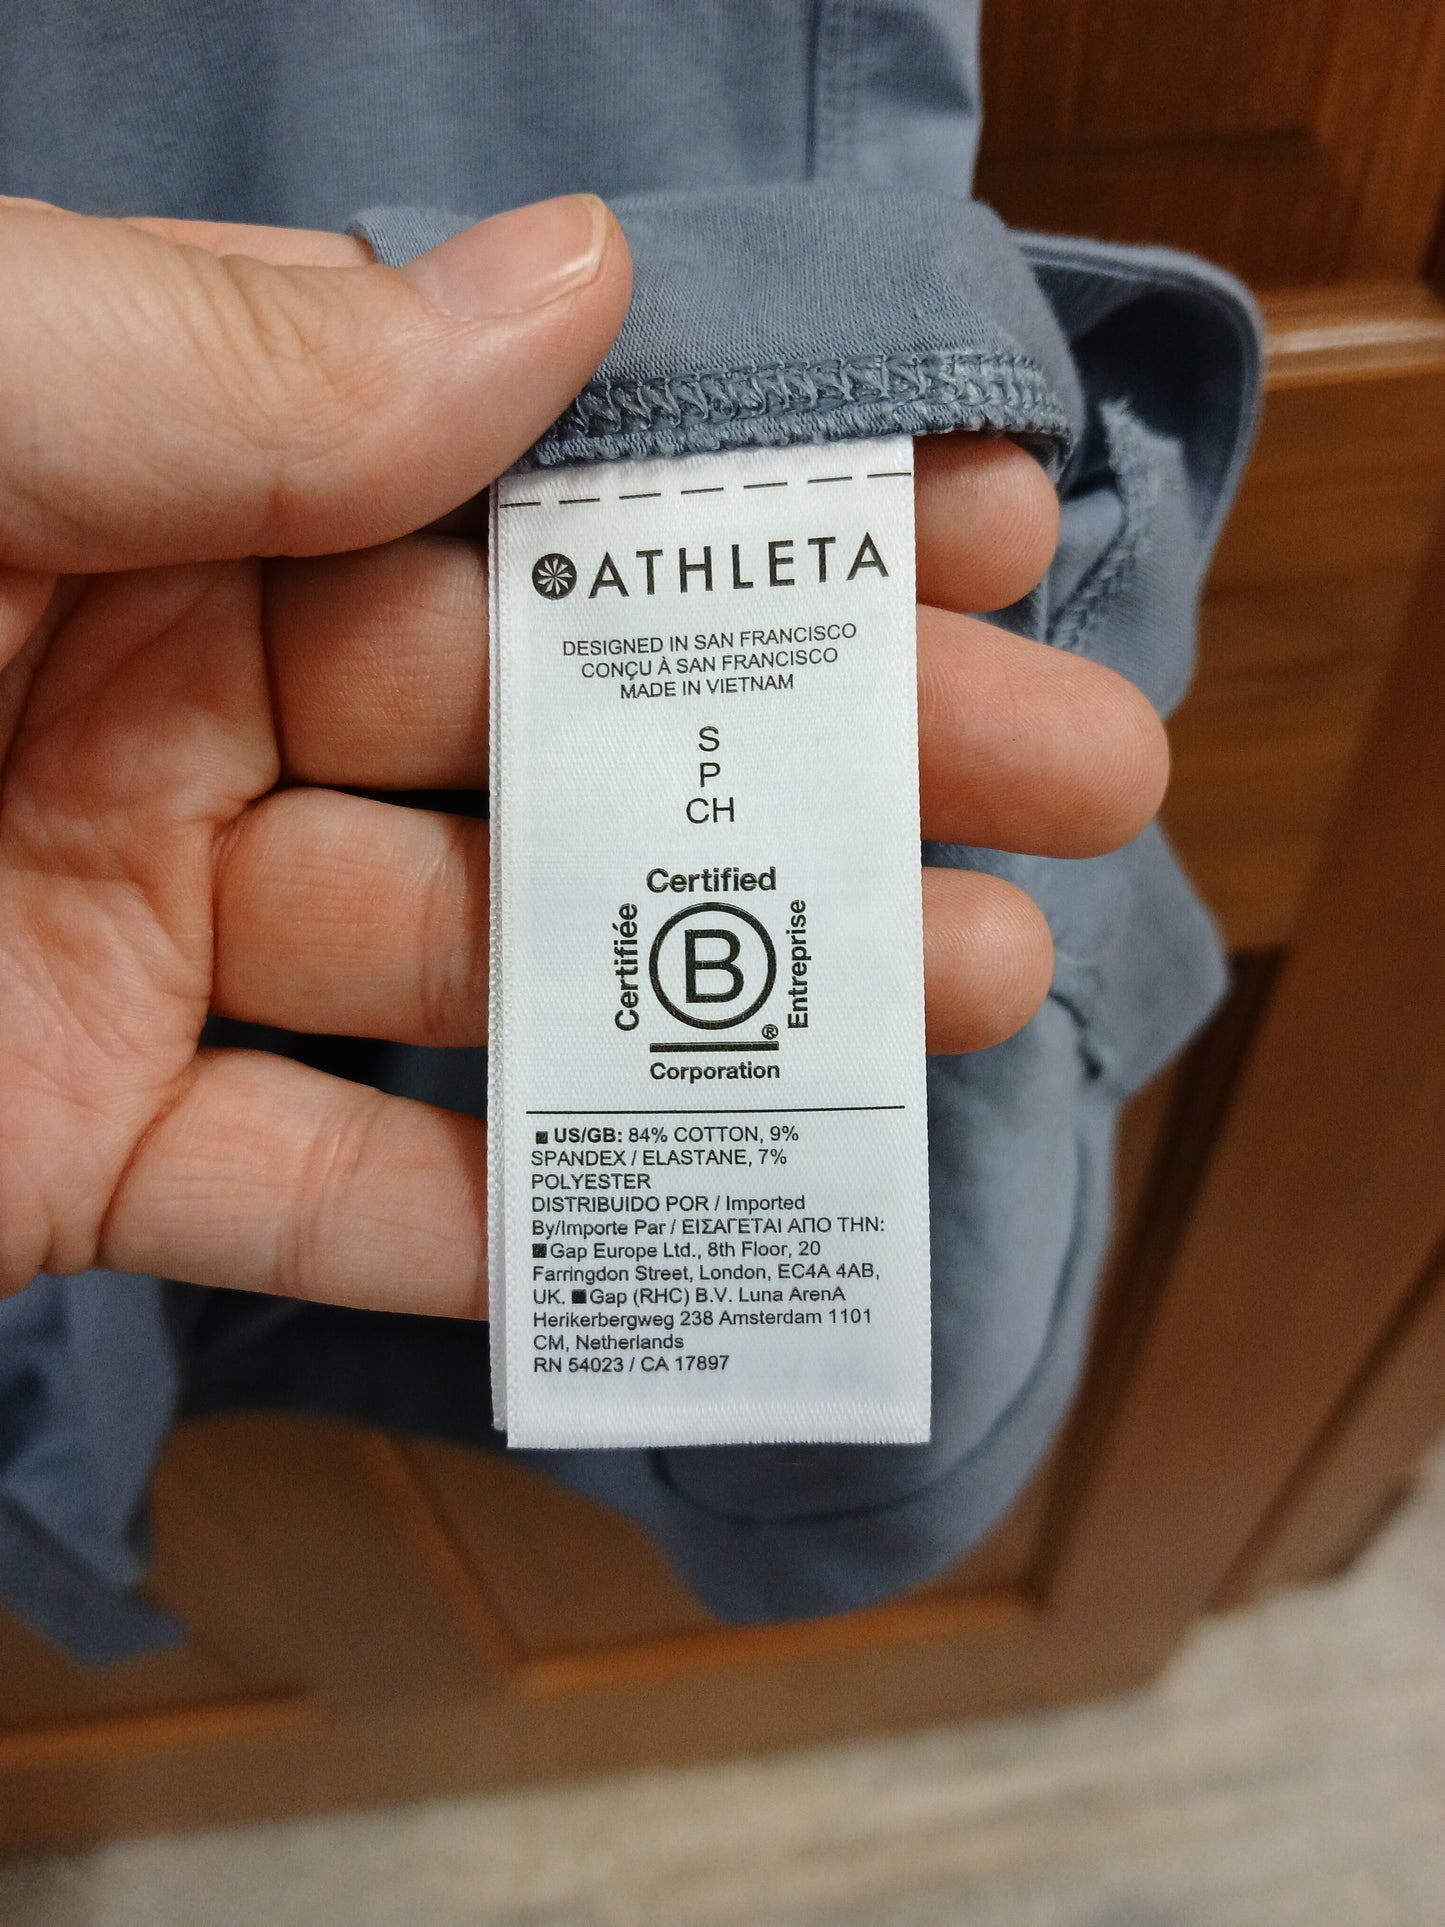 ATHLETA
DESIGNED IN SAN FRANCISCO
CONÇU À SAN FRANCISCO
MADE IN VIETNAM
S
P
CH
Certified
Certifiée
B
Entreprise
®
Corporation
US/GB: 84% COTTON, 9%
SPANDEX / ELASTANE, 7%
POLYESTER
DISTRIBUIDO POR / Imported
By/Importe Par / ΕΙΣΑΓΕΤΑΙ ΑΠΟ ΤΗΝ:
Gap Europe Ltd., 8th Floor, 20
Farringdon Street, London, EC4A 4AB,
UK. Gap (RHC) B.V. Luna ArenA
Herikerbergweg 238 Amsterdam 1101
CM, Netherlands
RN 54023 / CA 17897